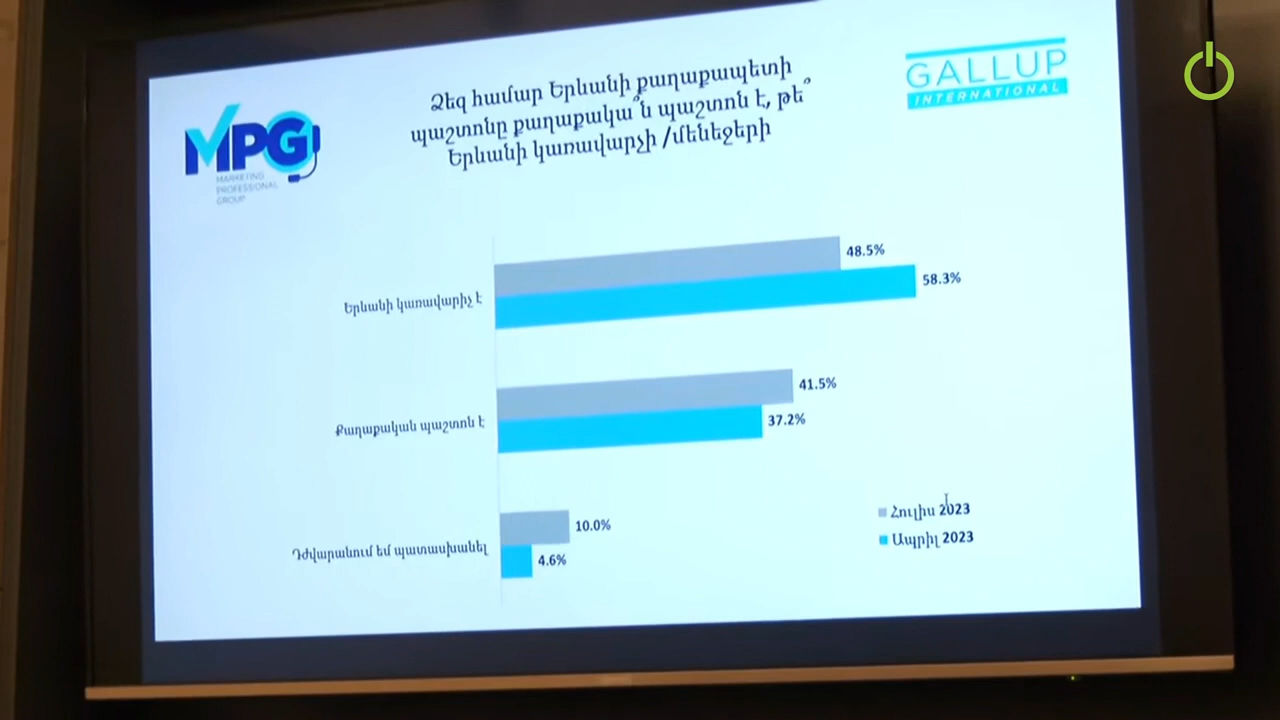 Ձեզ համար Երևանի քաղաքապետի
պաշտոնը քաղաքակա՞ն պաշտոն է, թե՞
Երևանի կառավարչի /մենեջերի
MPG
MARKETING
PROFESSIONAL
GROUP
GALLUP
INTERNATIONAL
Երևանի կառավարիչ է
48.5%
58.3%
Քաղաքական պաշտոն է
41.5%
37.2%
Դժվարանում եմ պատասխանել
10.0%
4.6%
Հուլիս 2023
Ապրիլ 2023